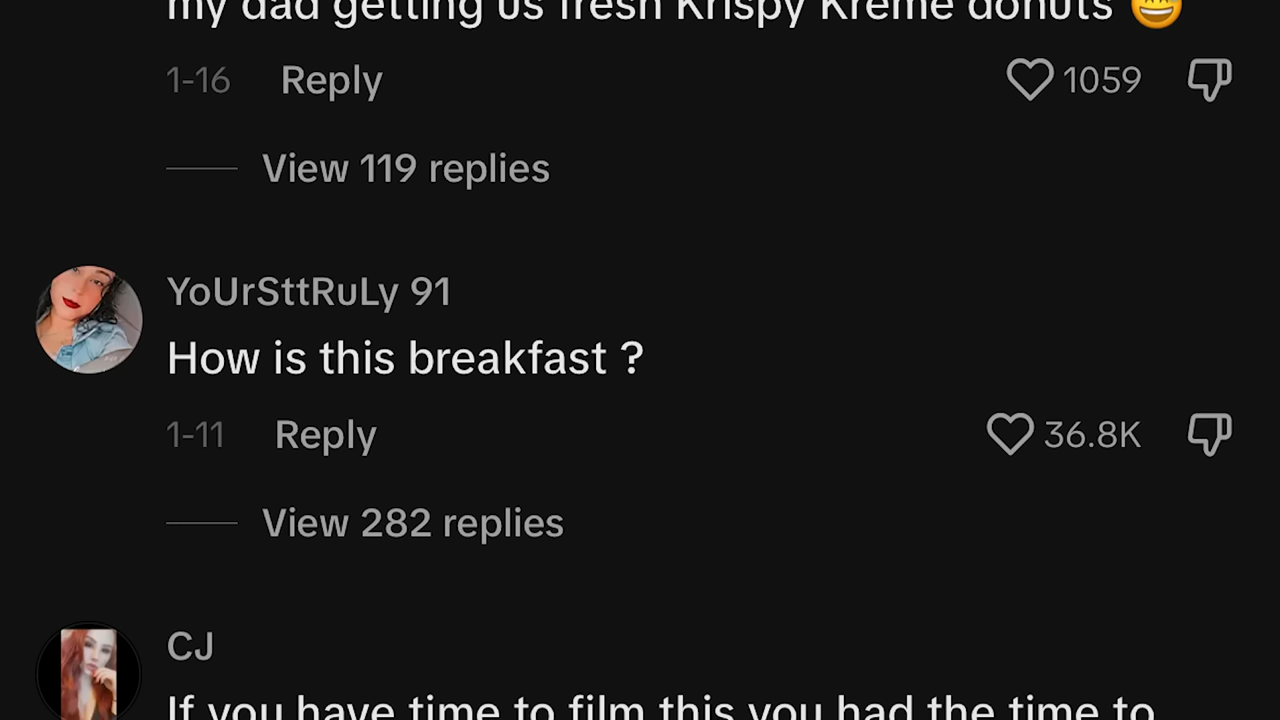 my dad getting us fresh Krispy Kreme donuts 😄
1-16 Reply 1059
View 119 replies
YoUrSttRuLy 91
How is this breakfast ?
1-11 Reply 36.8K
View 282 replies
CJ
If you have time to film this you had the time to